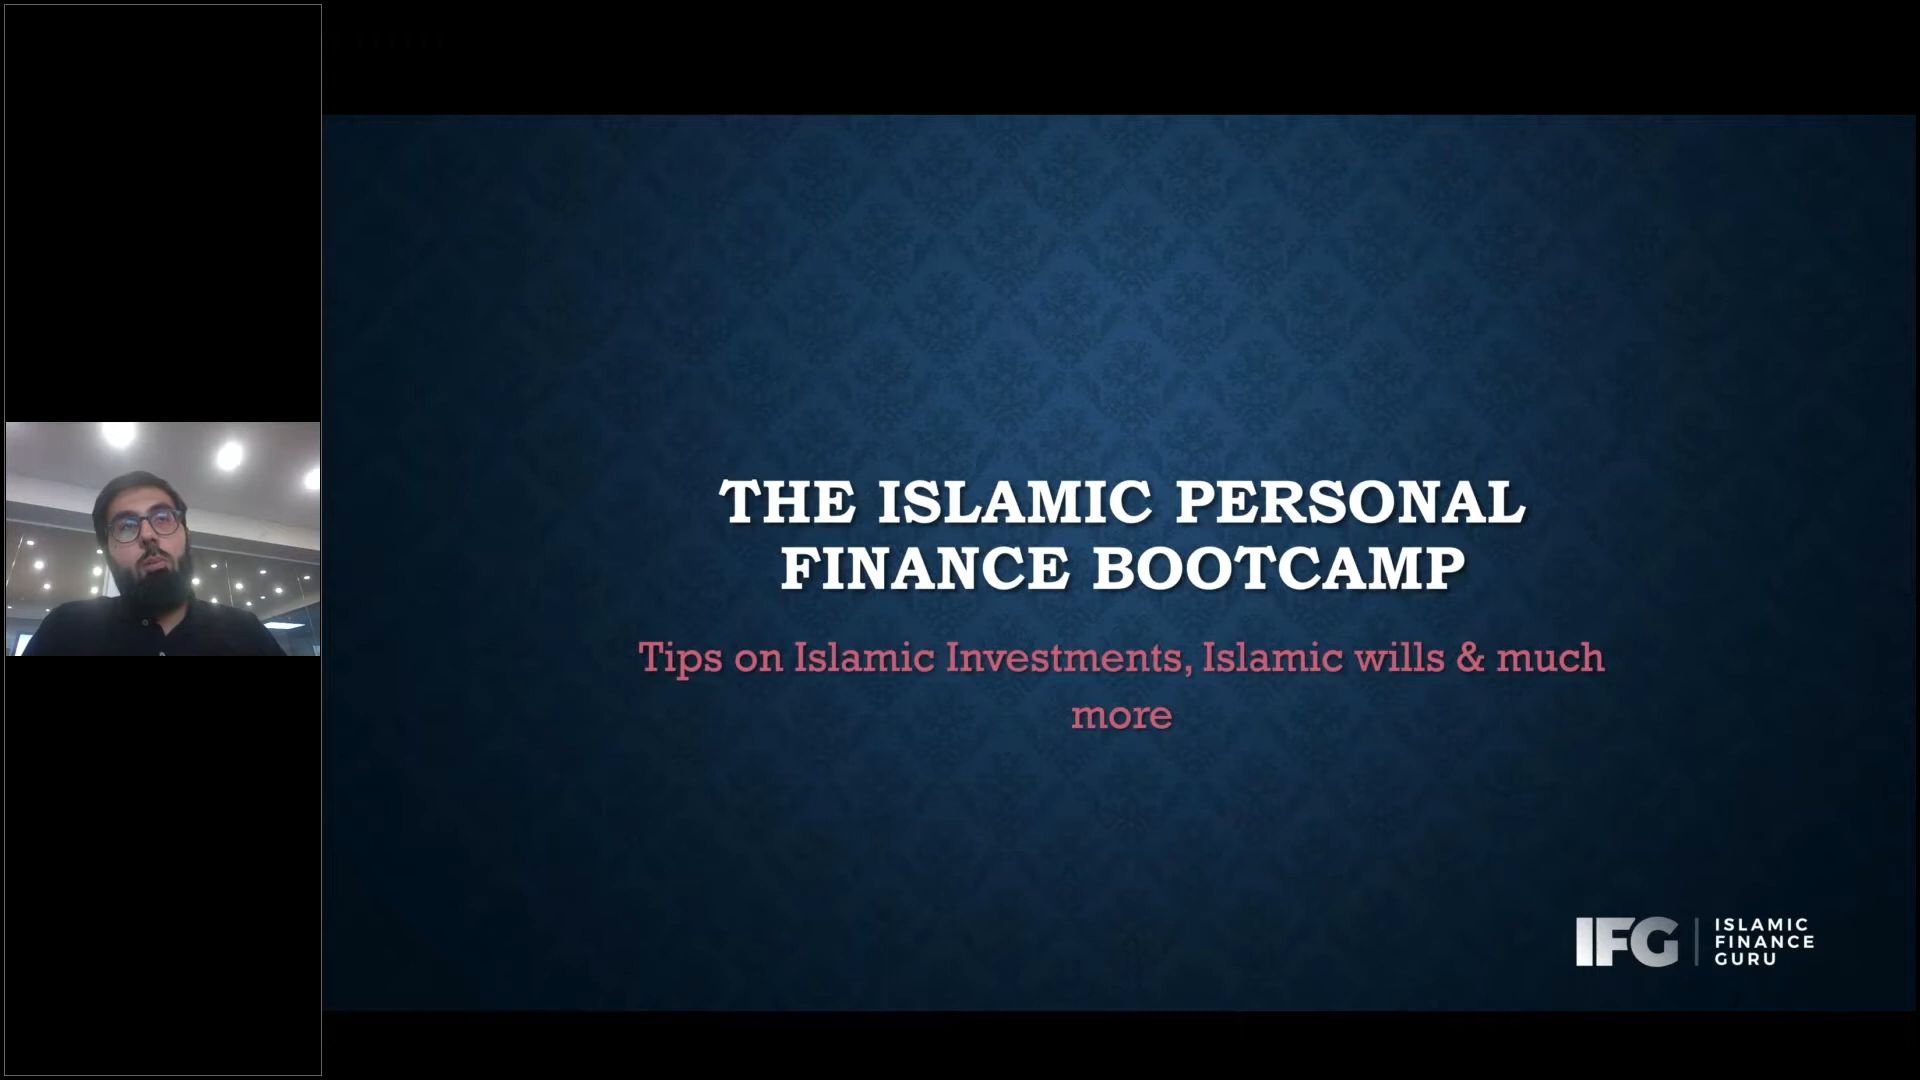 THE ISLAMIC PERSONAL
FINANCE BOOTCAMP
Tips on Islamic Investments, Islamic wills & much
more
IFG
ISLAMIC
FINANCE
GURU